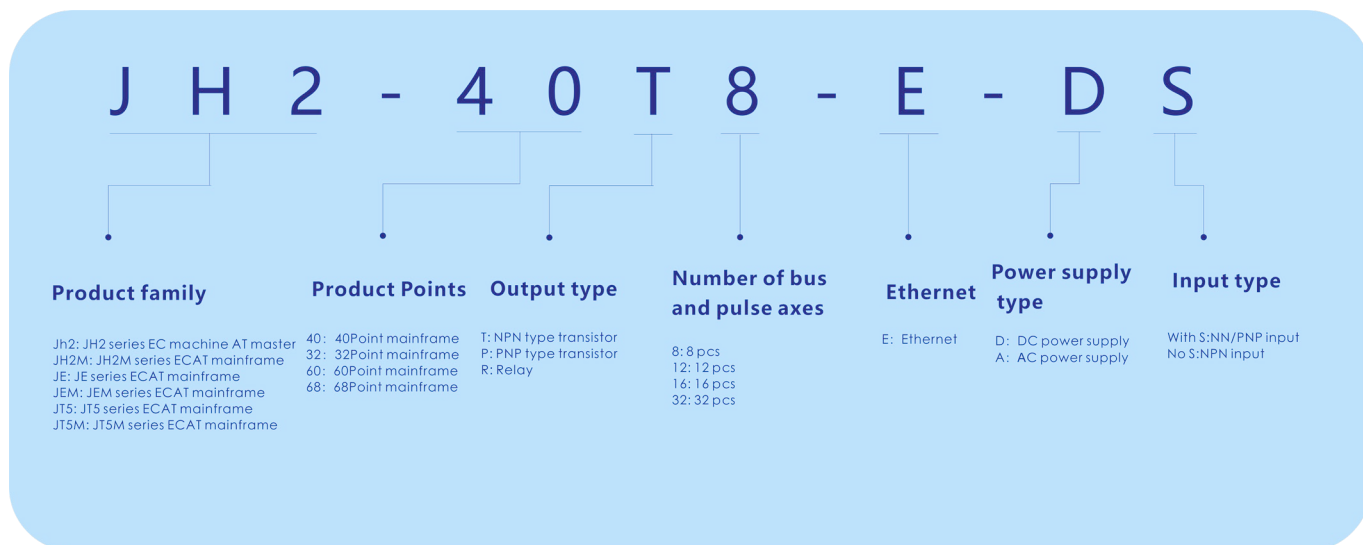 JH2-40T8-E-DS
Product family
Jh2: JH2 series EC machine AT master
JH2M: JH2M series ECAT mainframe
JE: JE series ECAT mainframe
JEM: JEM series ECAT mainframe
JT5: JT5 series ECAT mainframe
JT5M: JT5M series ECAT mainframe
Product Points
40: 40Point mainframe
32: 32Point mainframe
60: 60Point mainframe
68: 68Point mainframe
Output type
T: NPN type transistor
P: PNP type transistor
R: Relay
Number of bus
and pulse axes
8: 8 pcs
12: 12 pcs
16: 16 pcs
32: 32 pcs
Ethernet
E: Ethernet
Power supply
type
D: DC power supply
A: AC power supply
Input type
With S:NN/PNP input
No S:NPN input